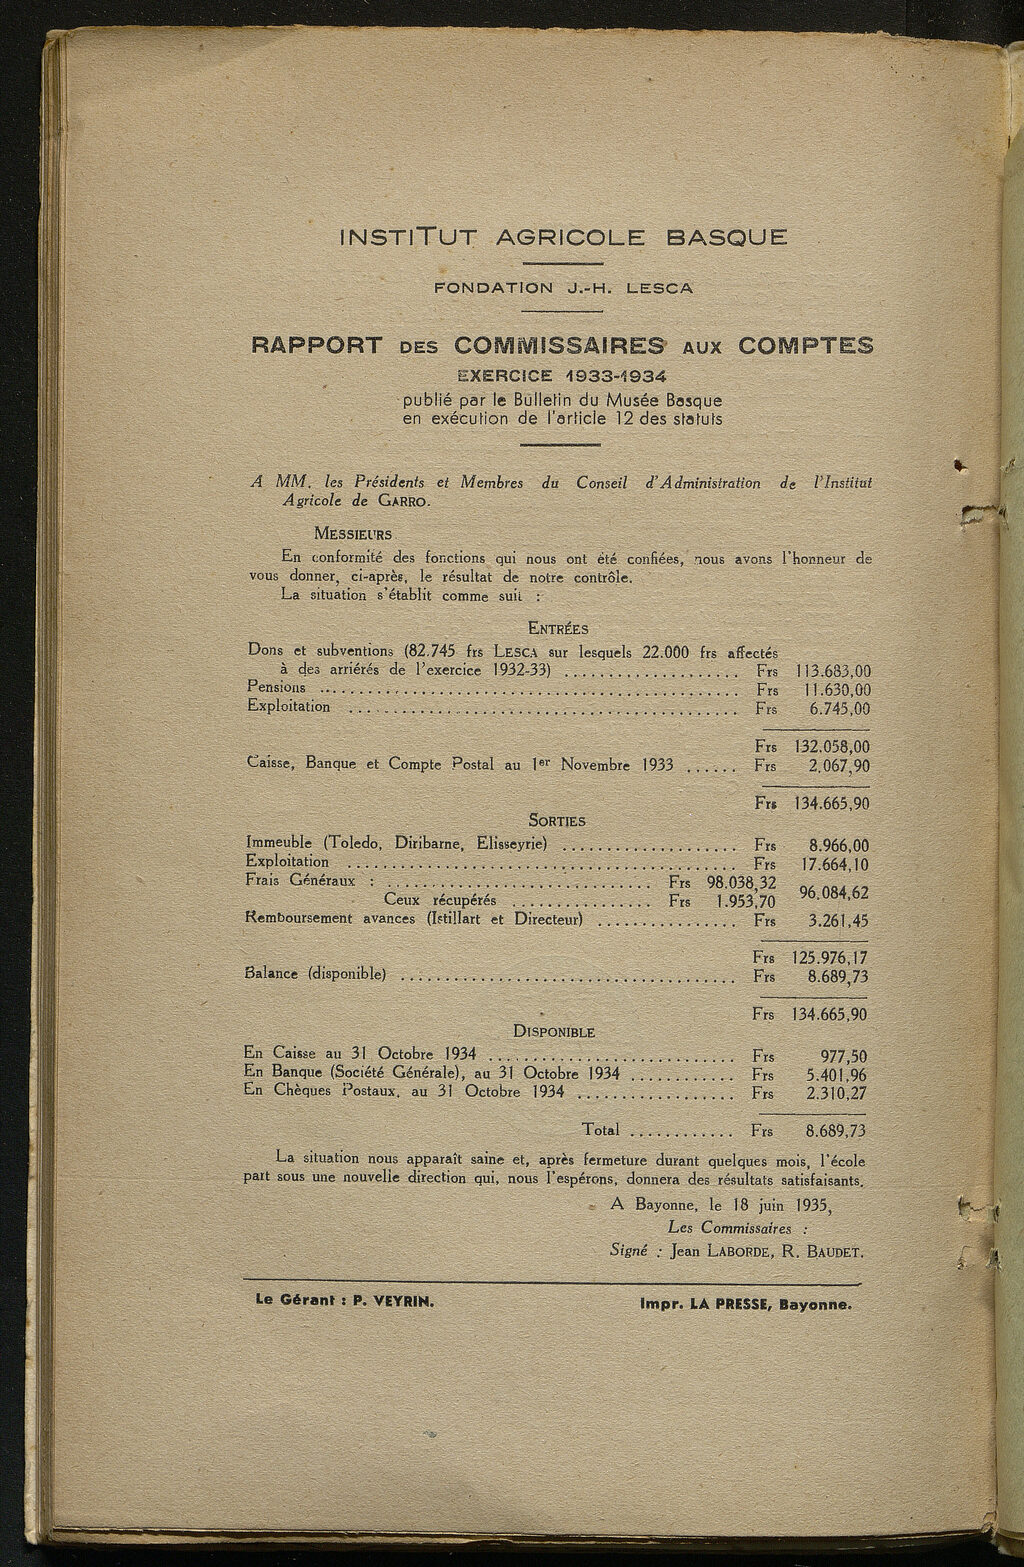 INSTITUT AGRICOLE BASQUE
FONDATION J.-H. LESCA
RAPPORT DES COMMISSAIRES AUX COMPTES
EXERCICE 1933-1934
publié par le Bulletin du Musée Basque
en exécution de l'article 12 des statuts
A MM. les Présidents et Membres du Conseil d'Administration de l'Institut
Agricole de GARRO.
MESSIEURS
En conformité des fonctions qui nous ont été confiées, nous avons l'honneur de
vous donner, ci-après, le résultat de notre contrôle.
La situation s'établit comme suit :
ENTRÉES
Dons et subventions (82.745 frs LESCA sur lesquels 22.000 frs affectés
à des arriérés de l'exercice 1932-33) .................... Frs 113.683,00
Pensions .................... Frs 11.630,00
Exploitation .................... Frs 6.745,00
Frs 132.058,00
Caisse, Banque et Compte Postal au 1er Novembre 1933 ...... Frs 2.067,90
Frs 134.665,90
SORTIES
Immeuble (Toledo, Diribarne, Elisseyrie) .................... Frs 8.966,00
Exploitation .................... Frs 17.664,10
Frais Généraux : .................... Frs 98.038,32
Ceux récupérés ................ Frs 1.953,70 96.084,62
Remboursement avances (Istillart et Directeur) ................ Frs 3.261,45
Frs 125.976,17
Balance (disponible) .................... Frs 8.689,73
Frs 134.665,90
DISPONIBLE
En Caisse au 31 Octobre 1934 .................... Frs 977,50
En Banque (Société Générale), au 31 Octobre 1934 ............ Frs 5.401,96
En Chèques Postaux, au 31 Octobre 1934 .................. Frs 2.310,27
Total ............ Frs 8.689,73
La situation nous apparaît saine et, après fermeture durant quelques mois, l'école
part sous une nouvelle direction qui, nous l'espérons, donnera des résultats satisfaisants.
A Bayonne, le 18 juin 1935,
Les Commissaires :
Signé : Jean LABORDE, R. BAUDET.
Le Gérant : P. VEYRIN. Impr. LA PRESSE, Bayonne.